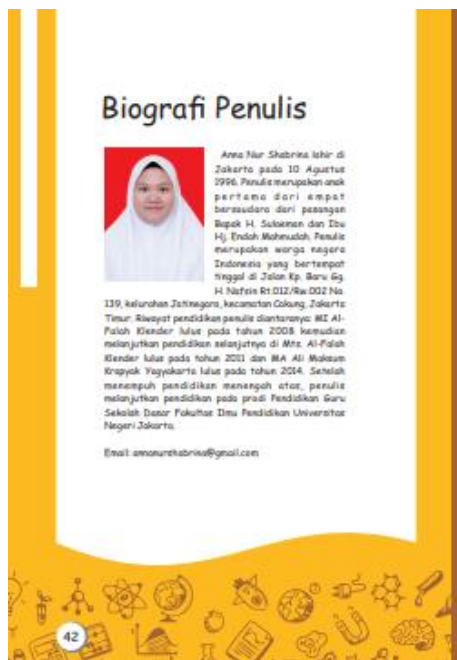 Biografi Penulis
Anna Nur Shabrina lahir di
Jakarta pada 10 Agustus
1996. Penulis merupakan anak
pertama dari empat
bersaudara dari pasangan
Bapak H. Sulaeman dan Ibu
Hj. Endah Mahmudah. Penulis
merupakan warga negara
Indonesia yang bertempat
tinggal di Jalan Kp. Baru Gg.
H. Nafsin Rt.012/Rw.002 No.
139, kelurahan Jatinegara, kecamatan Cakung, Jakarta
Timur. Riwayat pendidikan penulis diantaranya: MI Al-
Falah Klender lulus pada tahun 2008 kemudian
melanjutkan pendidikan selanjutnya di Mts. Al-Falah
Klender lulus pada tahun 2011 dan MA Ali Maksum
Krapyak Yogyakarta lulus pada tahun 2014. Setelah
menempuh pendidikan menengah atas, penulis
melanjutkan pendidikan pada prodi Pendidikan Guru
Sekolah Dasar Fakultas Ilmu Pendidikan Universitas
Negeri Jakarta.
Email: annanurshabrina@gmail.com
42